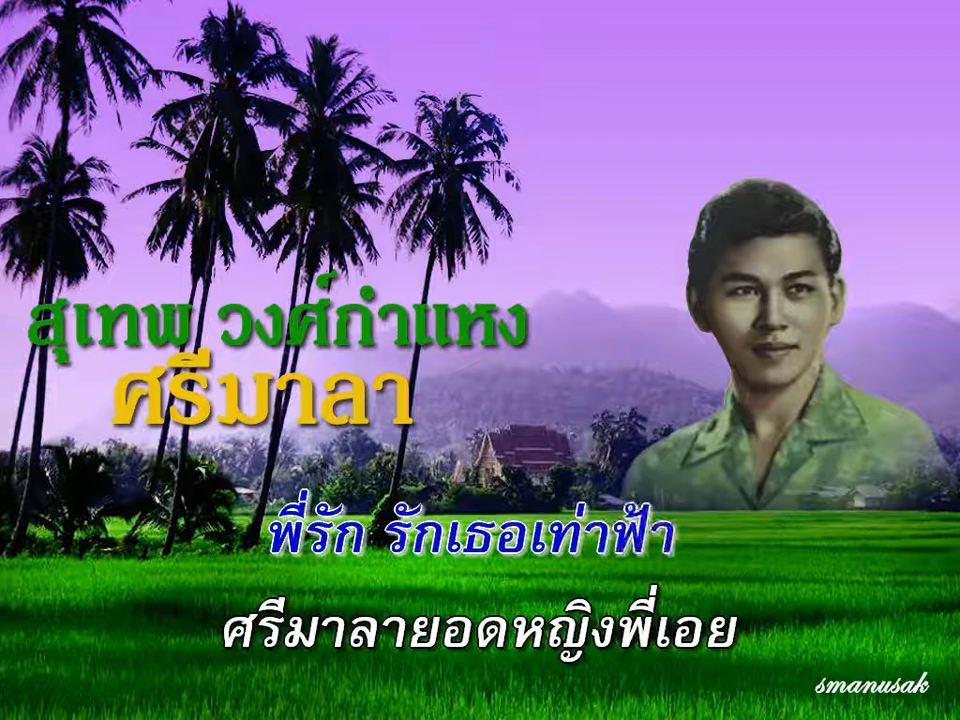 สุเทพ วงศ์กำแหง
ศรีมาลา
พี่รัก รักเธอเท่าฟ้า
ศรีมาลายอดหญิงพี่เอย
smanusak